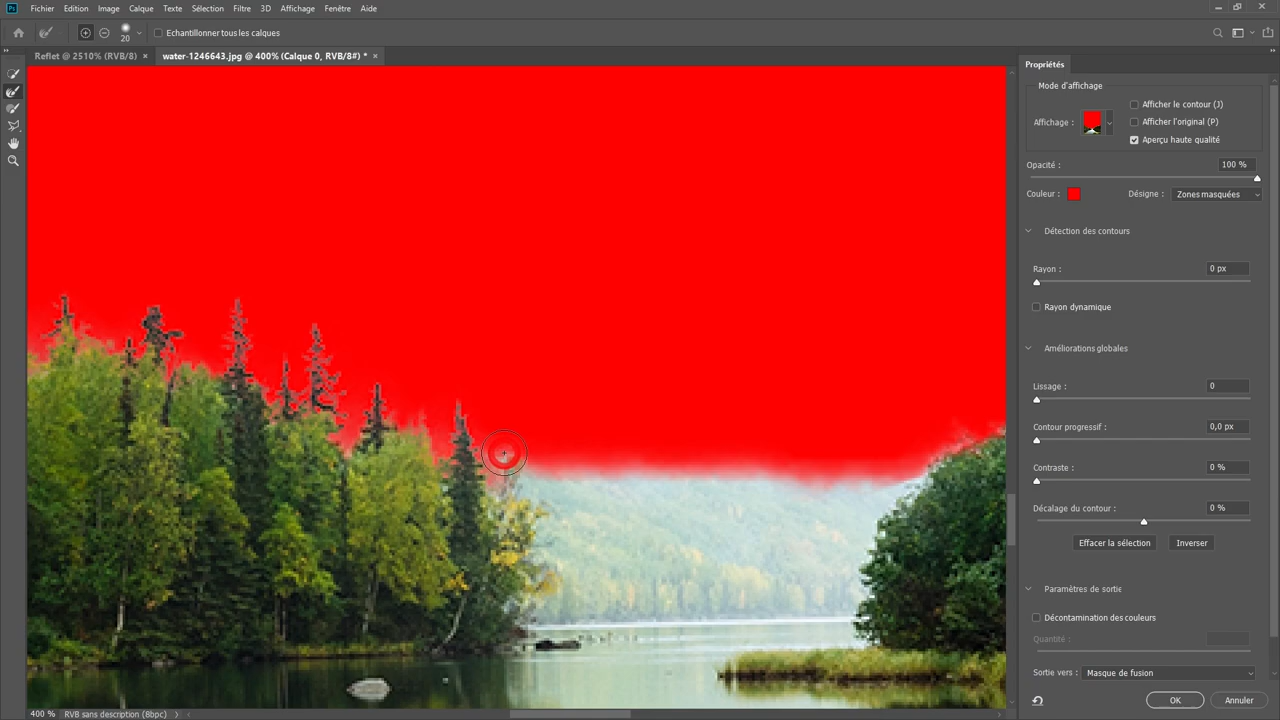 Ps Fichier Edition Image Calque Texte Sélection Filtre 3D Affichage Fenêtre Aide
20 Echantillonner tous les calques
Reflet @ 2510% (RVB/8) × water-1246643.jpg @ 400% (Calque 0, RVB/8#) * ×
Propriétés
Mode d'affichage
Affichage :
Afficher le contour (J)
Afficher l'original (P)
Aperçu haute qualité
Opacité : 100 %
Couleur : Désigne : Zones masquées
Détection des contours
Rayon : 0 px
Rayon dynamique
Améliorations globales
Lissage : 0
Contour progressif : 0,0 px
Contraste : 0 %
Décalage du contour : 0 %
Effacer la sélection Inverser
Paramètres de sortie
Décontamination des couleurs
Quantité :
Sortie vers : Masque de fusion
OK Annuler
400 % RVB sans description (8bpc)